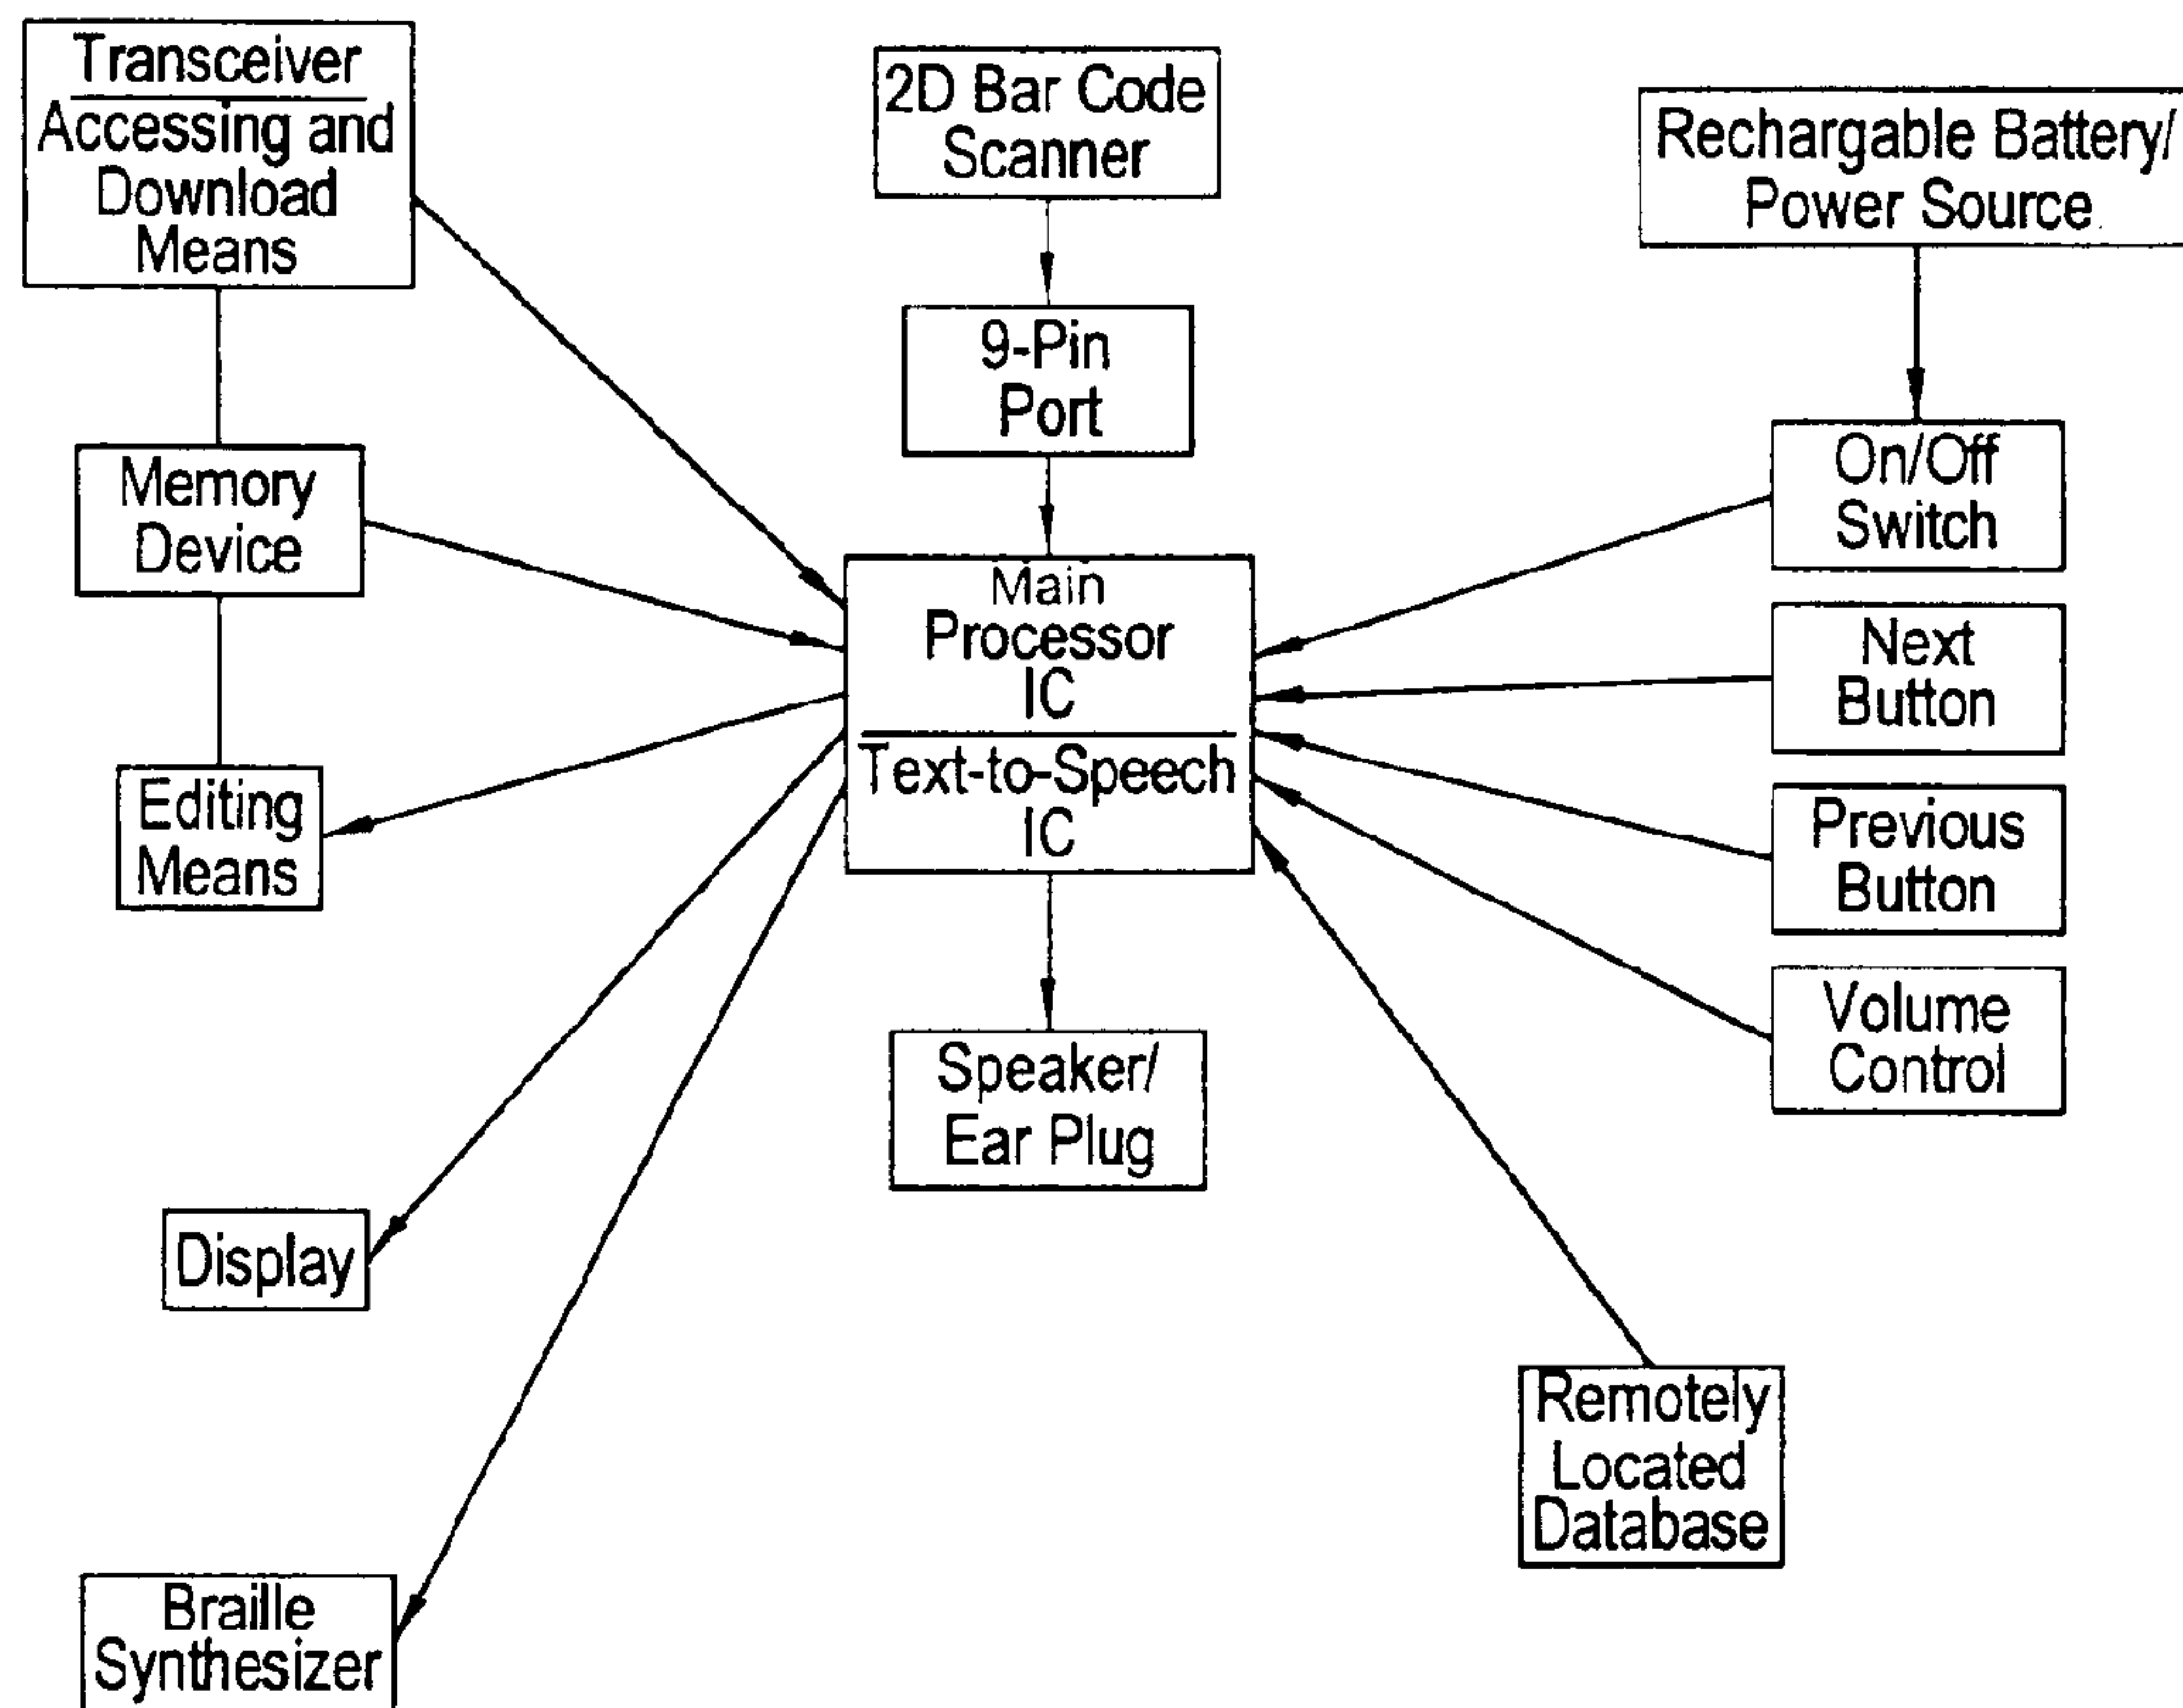 Transceiver
Accessing and
Download
Means
2D Bar Code
Scanner
Rechargable Battery/
Power Source
9-Pin
Port
On/Off
Switch
Memory
Device
Main
Processor
IC
Text-to-Speech
IC
Next
Button
Editing
Means
Previous
Button
Volume
Control
Speaker/
Ear Plug
Display
Remotely
Located
Database
Braille
Synthesizer